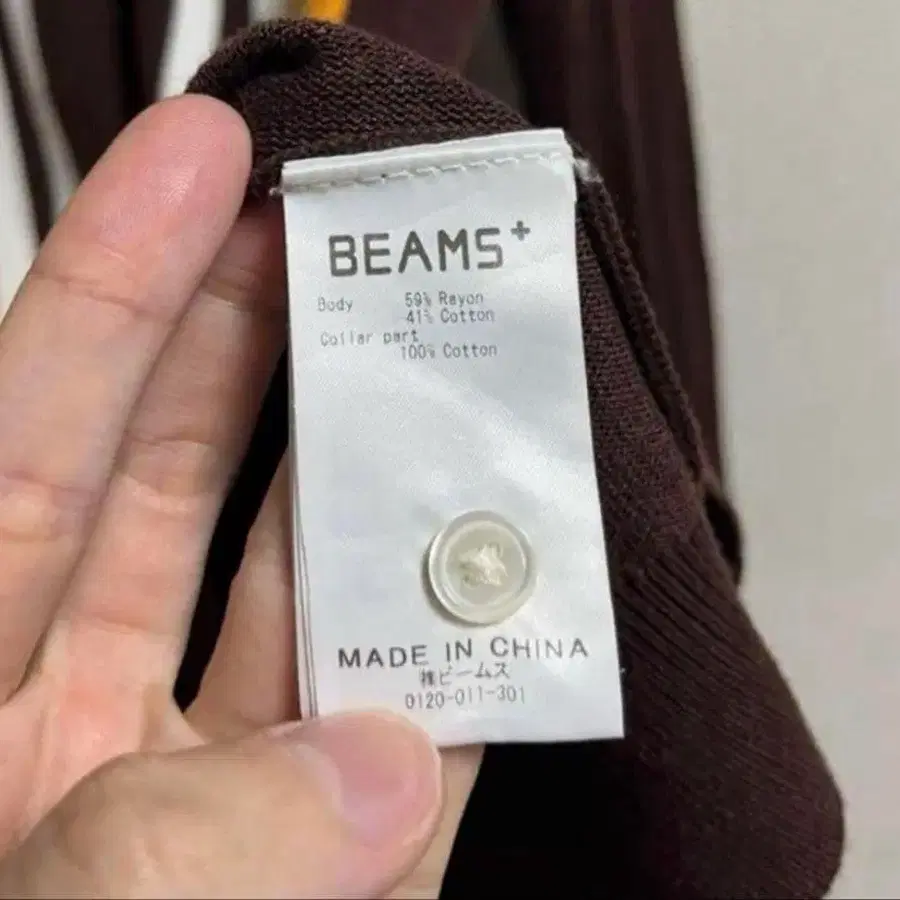 BEAMS+
Body 59% Rayon
41% Cotton
Collar part
100% Cotton
MADE IN CHINA
㈱ビームス
0120-011-301